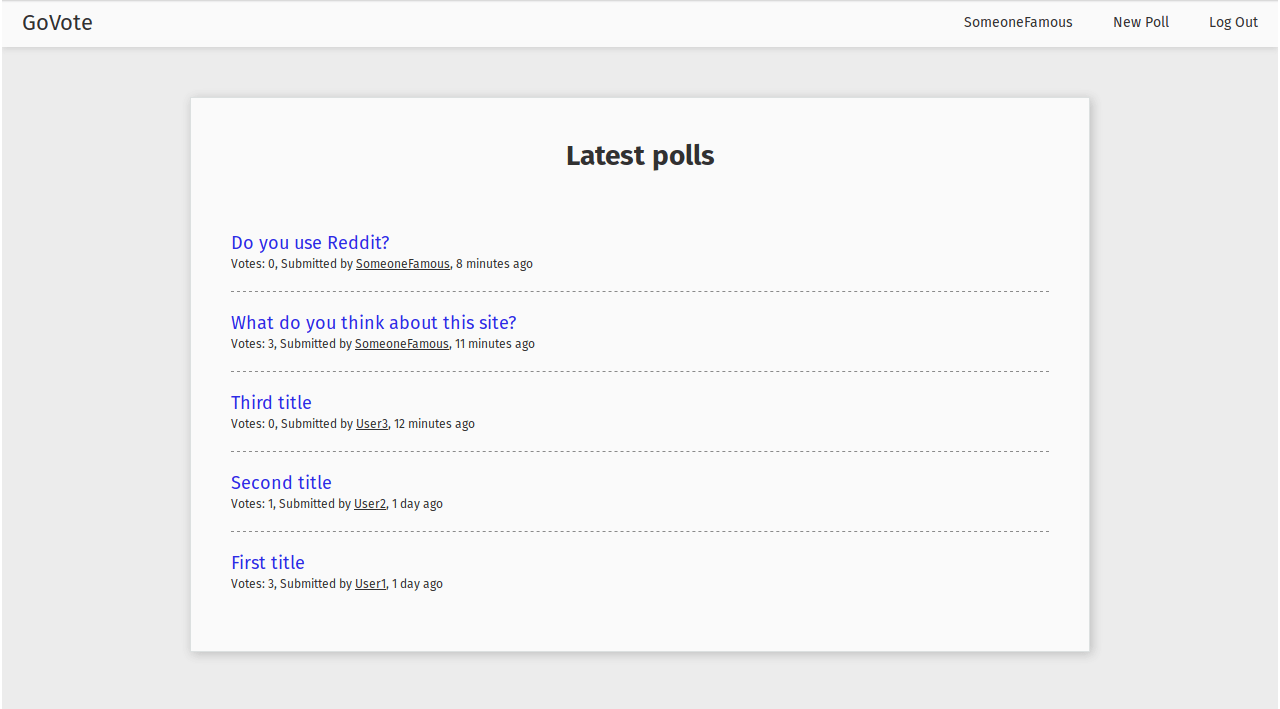 GoVote SomeoneFamous New Poll Log Out
Latest polls
Do you use Reddit?
Votes: 0, Submitted by SomeoneFamous, 8 minutes ago
What do you think about this site?
Votes: 3, Submitted by SomeoneFamous, 11 minutes ago
Third title
Votes: 0, Submitted by User3, 12 minutes ago
Second title
Votes: 1, Submitted by User2, 1 day ago
First title
Votes: 3, Submitted by User1, 1 day ago